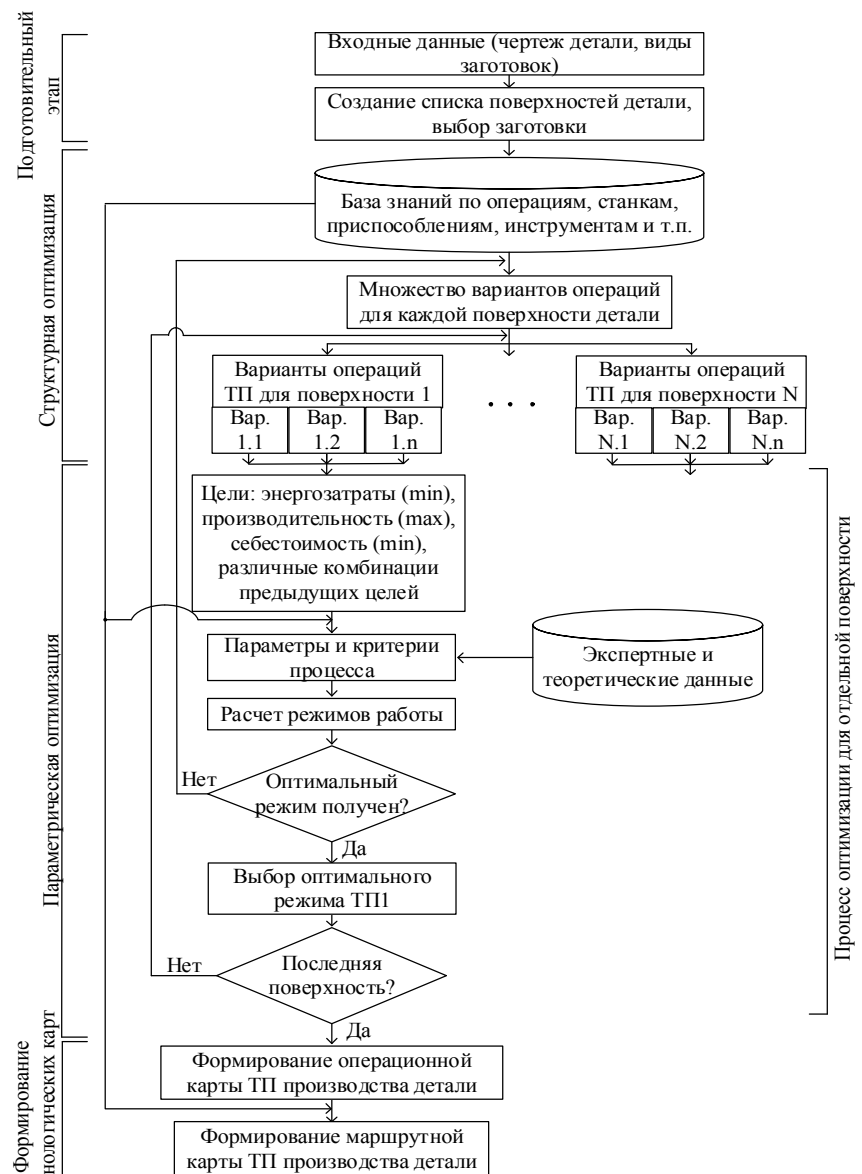 Подготовительный
этап
Входные данные (чертеж детали, виды
заготовок)
Создание списка поверхностей детали,
выбор заготовки
Структурная оптимизация
База знаний по операциям, станкам,
приспособлениям, инструментам и т.п.
Множество вариантов операций
для каждой поверхности детали
Варианты операций
ТП для поверхности 1
Вар.
1.1
Вар.
1.2
Вар.
1.n
. . .
Варианты операций
ТП для поверхности N
Вар.
N.1
Вар.
N.2
Вар.
N.n
Параметрическая оптимизация
Цели: энергозатраты (min),
производительность (max),
себестоимость (min),
различные комбинации
предыдущих целей
Параметры и критерии
процесса
Экспертные и
теоретические данные
Расчет режимов работы
Оптимальный
режим получен?
Нет
Да
Выбор оптимального
режима ТП1
Последняя
поверхность?
Нет
Да
Процесс оптимизации для отдельной поверхности
Формирование
нологических карт
Формирование операционной
карты ТП производства детали
Формирование маршрутной
карты ТП производства детали